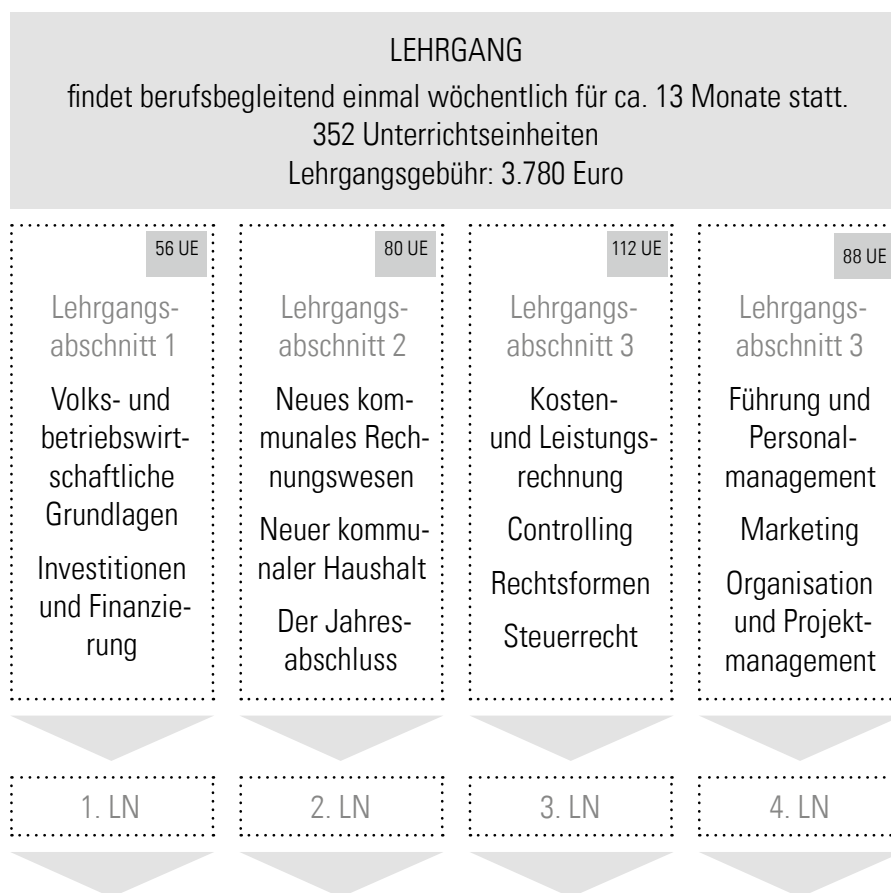 LEHRGANG
findet berufsbegleitend einmal wöchentlich für ca. 13 Monate statt.
352 Unterrichtseinheiten
Lehrgangsgebühr: 3.780 Euro
56 UE
Lehrgangs-
abschnitt 1
Volks- und
betriebswirt-
schaftliche
Grundlagen
Investitionen
und Finanzie-
rung
80 UE
Lehrgangs-
abschnitt 2
Neues kom-
munales Rech-
nungswesen
Neuer kommu-
naler Haushalt
Der Jahres-
abschluss
112 UE
Lehrgangs-
abschnitt 3
Kosten-
und Leistungs-
rechnung
Controlling
Rechtsformen
Steuerrecht
88 UE
Lehrgangs-
abschnitt 3
Führung und
Personal-
management
Marketing
Organisation
und Projekt-
management
1. LN
2. LN
3. LN
4. LN